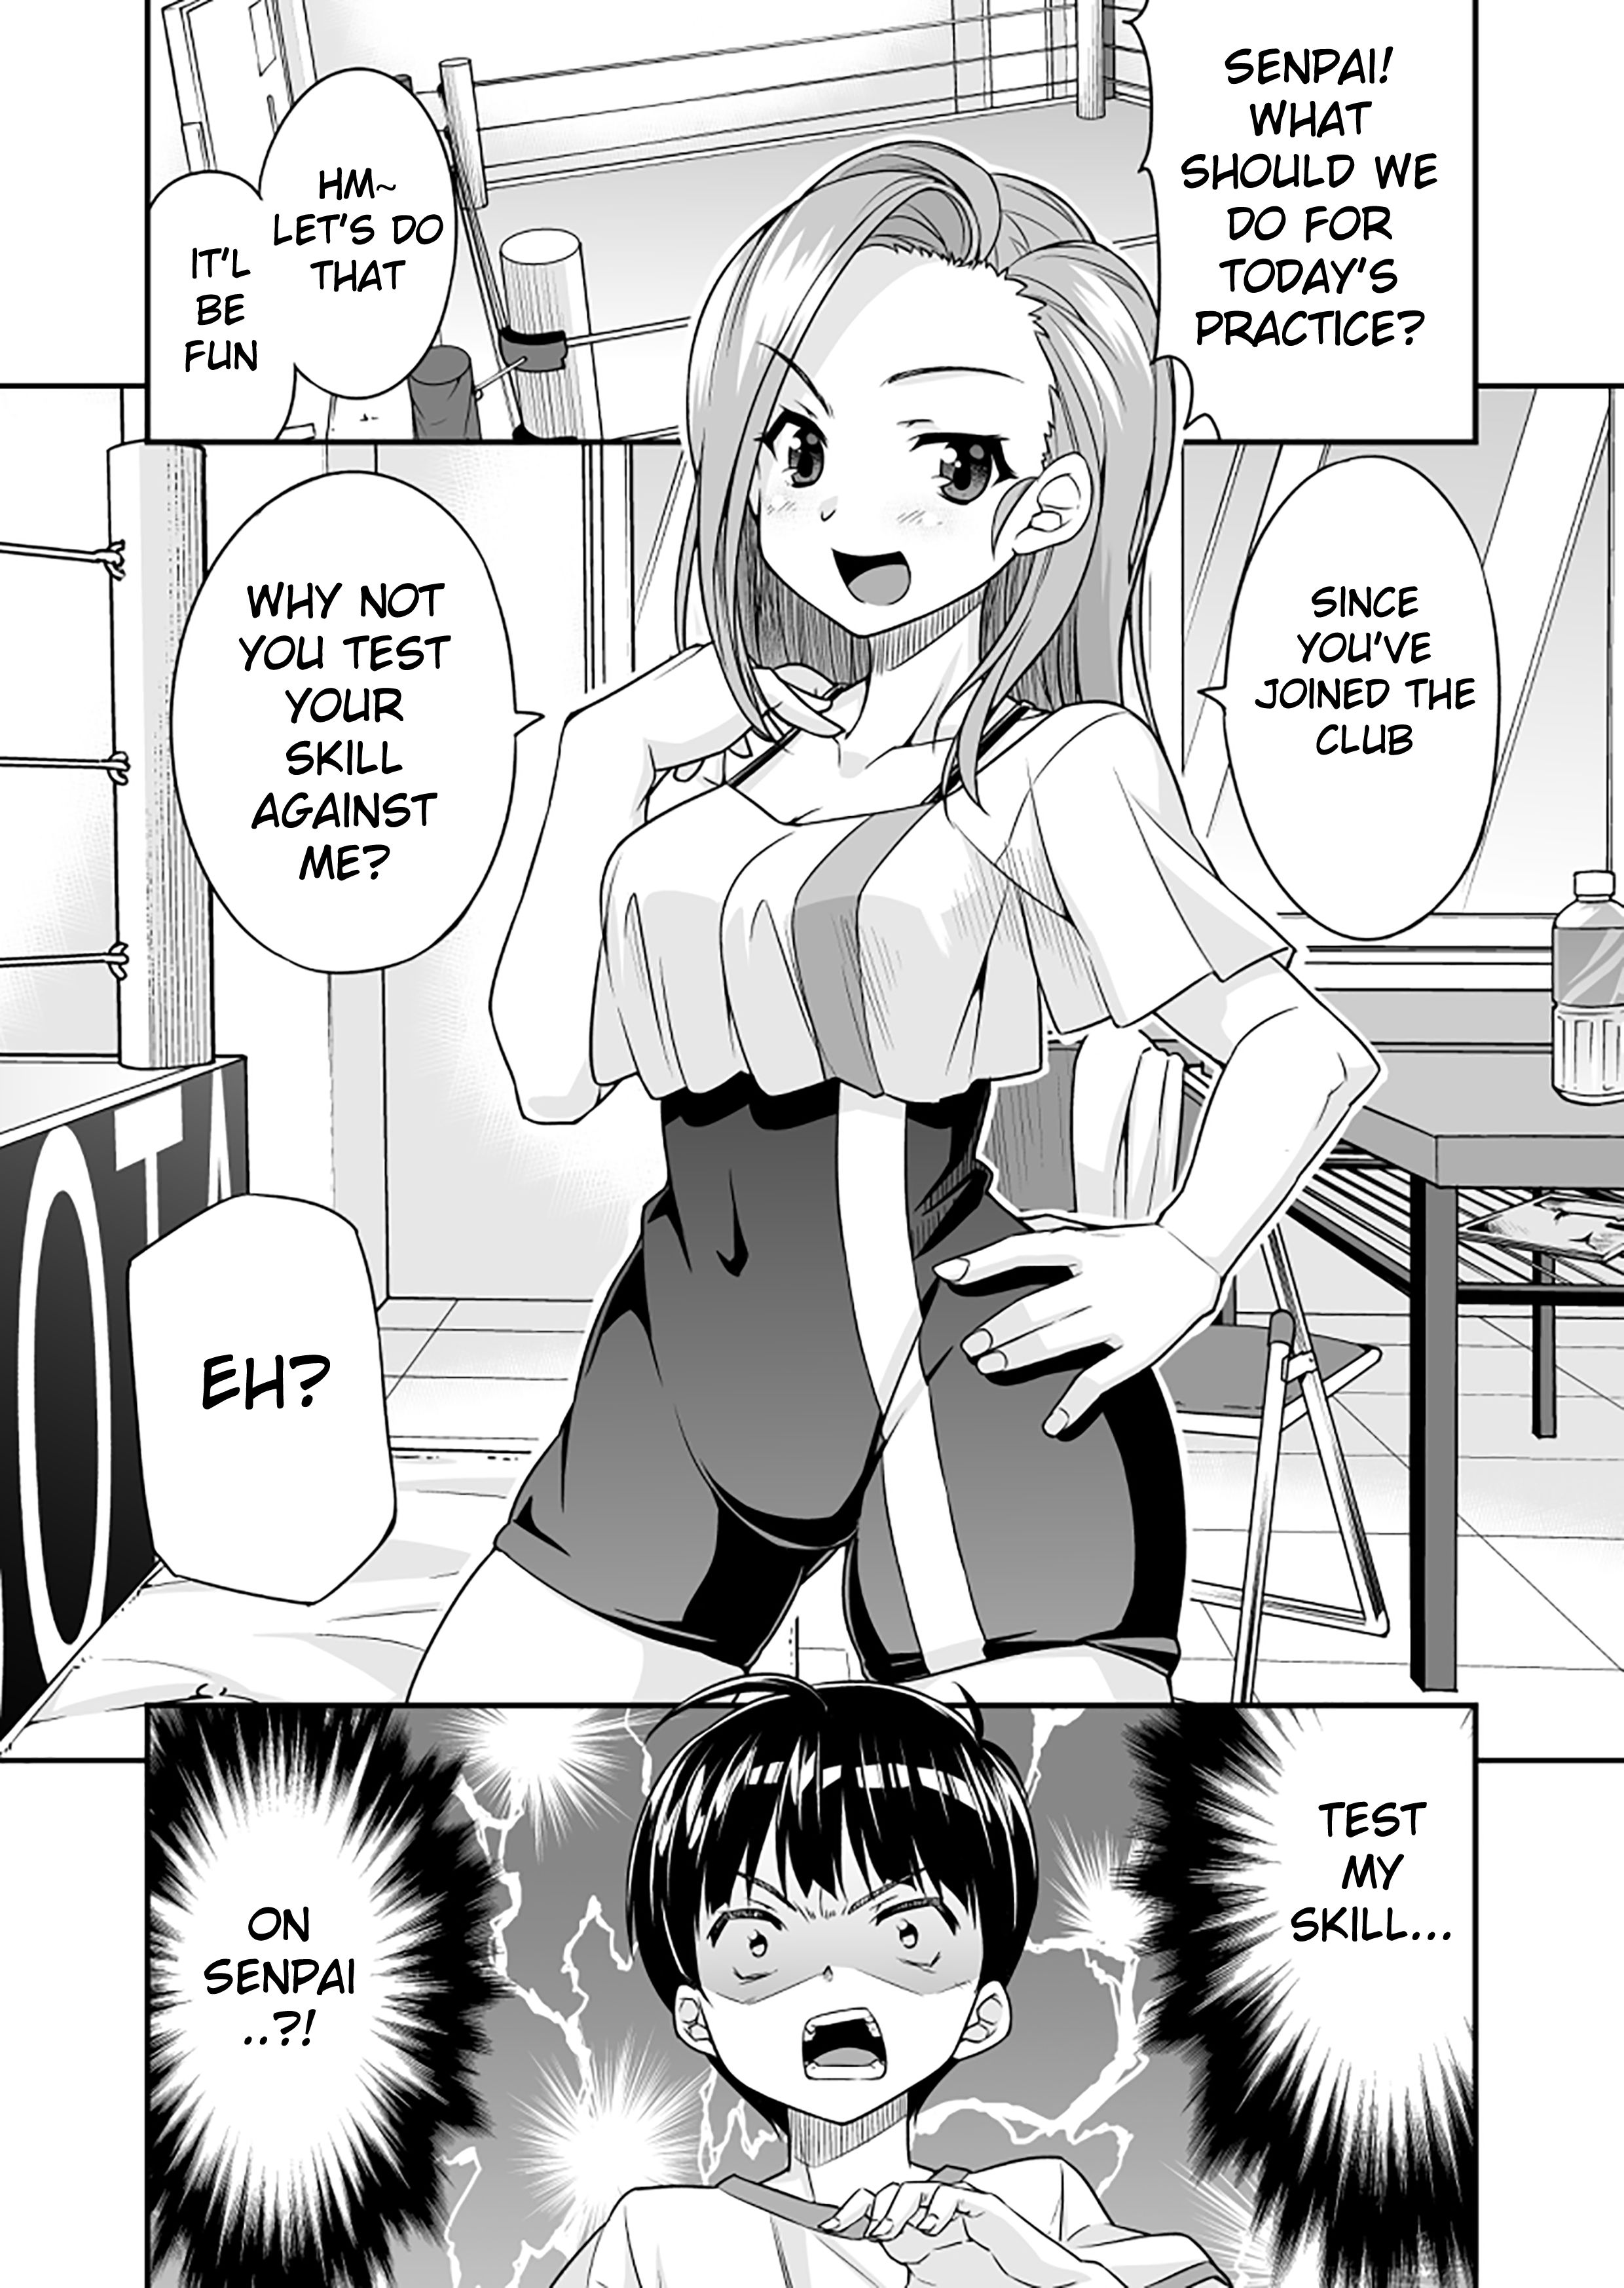 SENPAI!
WHAT
SHOULD WE
DO FOR
TODAY'S
PRACTICE?
HM~
LET'S DO
THAT
IT'L
BE
FUN
SINCE
YOU'VE
JOINED THE
CLUB
WHY NOT
YOU TEST
YOUR
SKILL
AGAINST
ME?
OTA
EH?
TEST
MY
SKILL...
ON
SENPAI
..?!